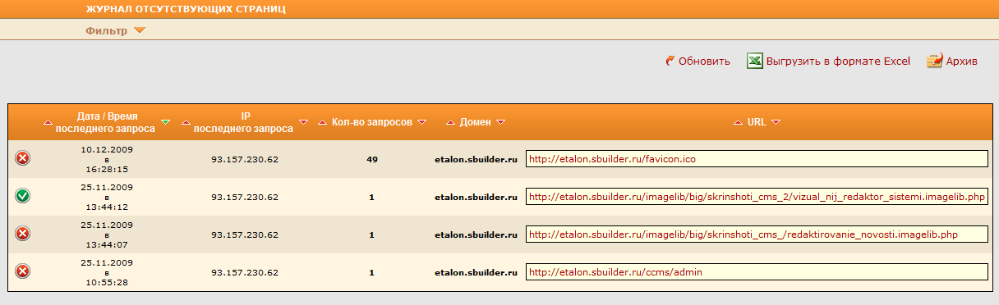 ЖУРНАЛ ОТСУТСТВУЮЩИХ СТРАНИЦ
Фильтр
Обновить Выгрузить в формате Excel Архив
Дата / Время последнего запроса IP последнего запроса Кол-во запросов Домен URL
10.12.2009 в 16:28:15 93.157.230.62 49 etalon.sbuilder.ru http://etalon.sbuilder.ru/favicon.ico
25.11.2009 в 13:44:12 93.157.230.62 1 etalon.sbuilder.ru http://etalon.sbuilder.ru/imagelib/big/skrinshoti_cms_2/vizual_nij_redaktor_sistemi.imagelib.php
25.11.2009 в 13:44:07 93.157.230.62 1 etalon.sbuilder.ru http://etalon.sbuilder.ru/imagelib/big/skrinshoti_cms_/redaktirovanie_novosti.imagelib.php
25.11.2009 в 10:55:28 93.157.230.62 1 etalon.sbuilder.ru http://etalon.sbuilder.ru/ccms/admin